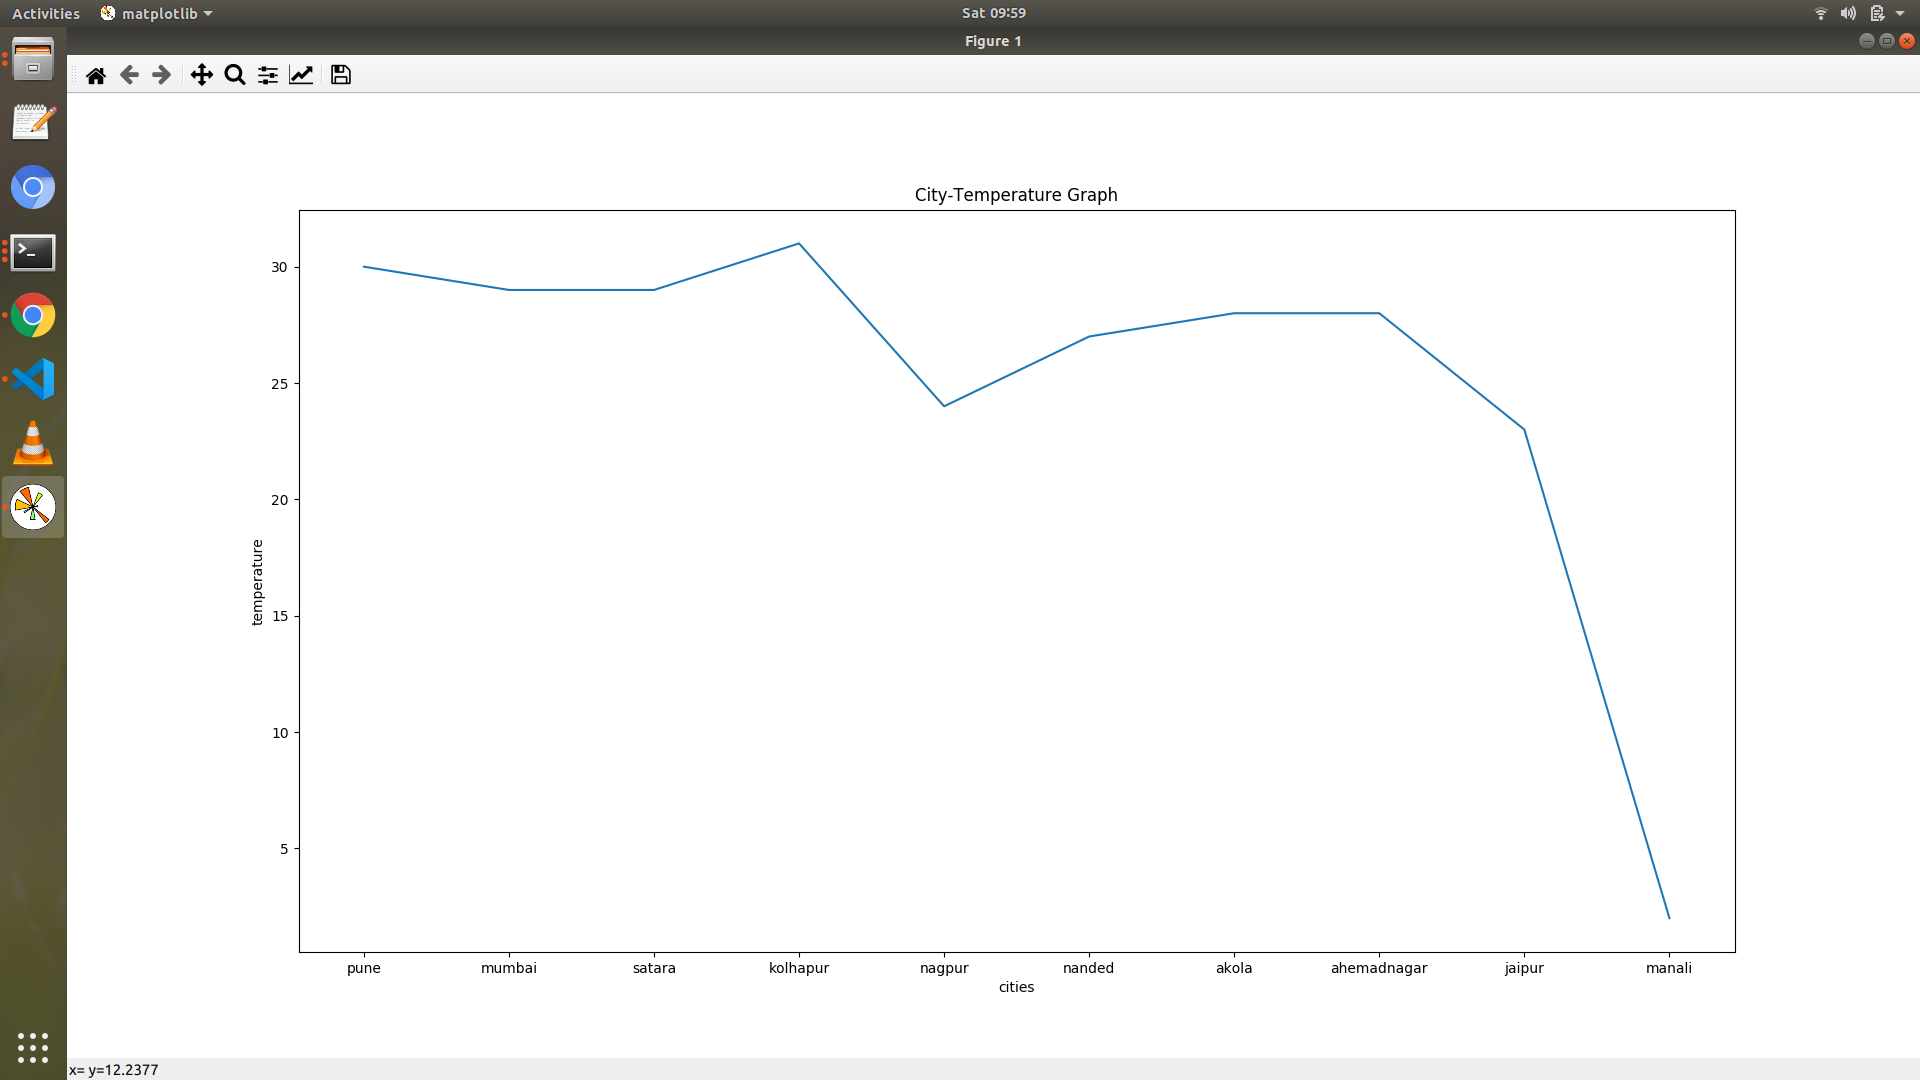 Activities matplotlib Sat 09:59
Figure 1
City-Temperature Graph
30
25
20
15
10
5
temperature
pune mumbai satara kolhapur nagpur nanded akola ahemadnagar jaipur manali
cities
x= y=12.2377